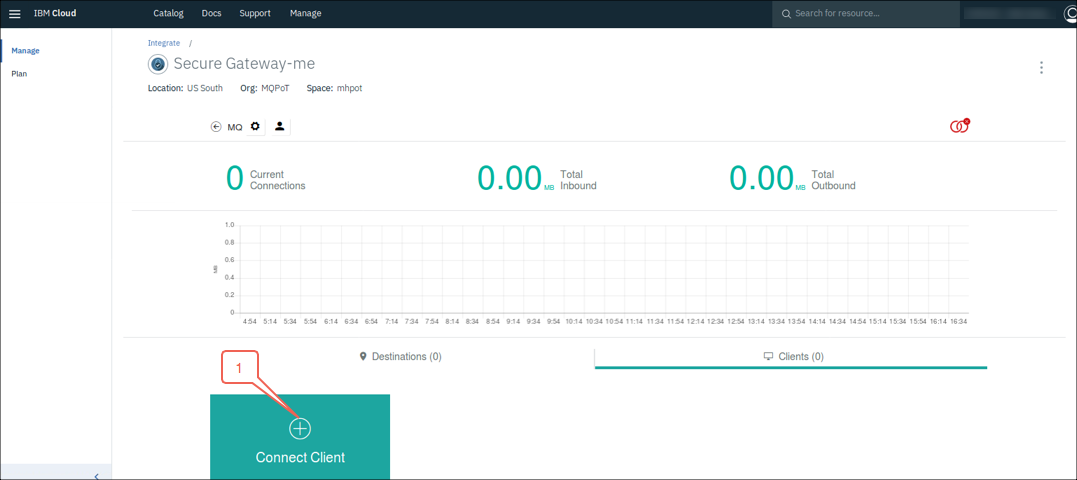 IBM Cloud Catalog Docs Support Manage Search for resource...
Manage
Plan
Integrate /
Secure Gateway-me
Location: US South Org: MQPoT Space: mhpot
MQ
0 Current Connections
0.00 MB Total Inbound
0.00 MB Total Outbound
1.0
0.8
0.6
0.4
0.2
0
MB
4:54 5:14 5:34 5:54 6:14 6:34 6:54 7:14 7:34 7:54 8:14 8:34 8:54 9:14 9:34 9:54 10:14 10:34 10:54 11:14 11:34 11:54 12:14 12:34 12:54 13:14 13:34 13:54 14:14 14:34 14:54 15:14 15:34 15:54 16:14 16:34
Destinations (0) Clients (0)
1
Connect Client